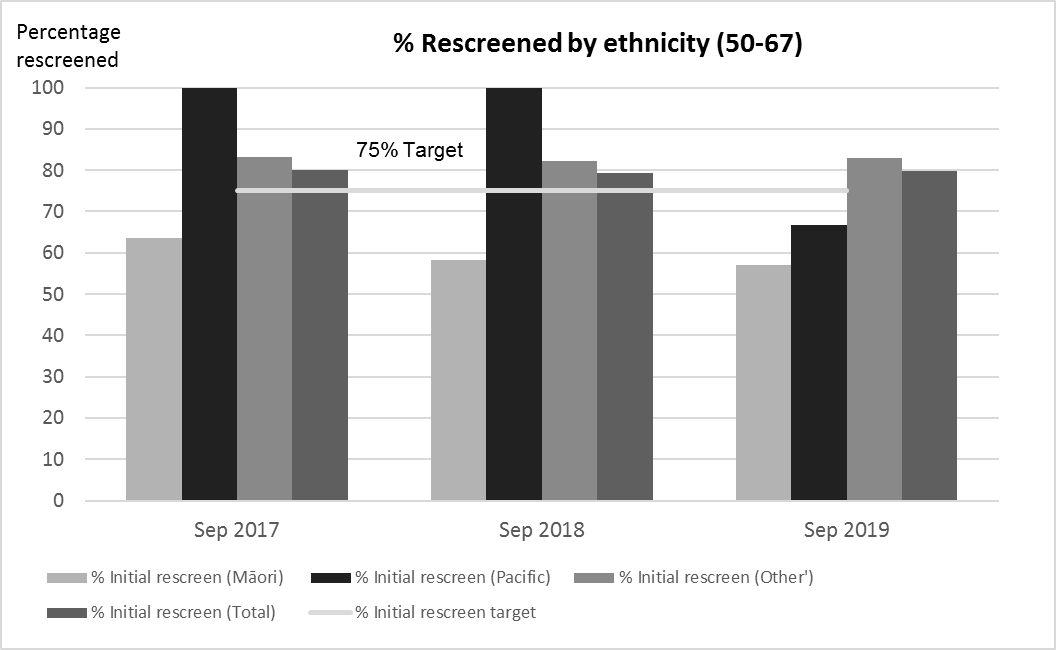 Percentage
rescreened
% Rescreened by ethnicity (50-67)
100
90
80
70
60
50
40
30
20
10
0
75% Target
Sep 2017
Sep 2018
Sep 2019
% Initial rescreen (Māori)
% Initial rescreen (Pacific)
% Initial rescreen (Other')
% Initial rescreen (Total)
% Initial rescreen target